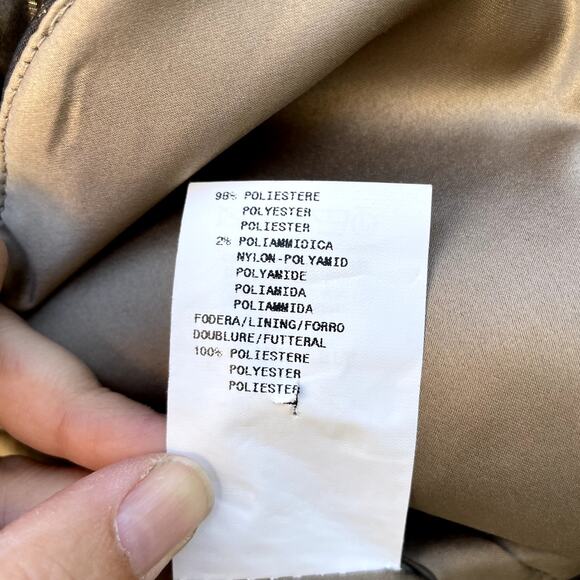 98% POLIESTERE
POLYESTER
POLIESTER
2% POLIAMMIDICA
NYLON-POLYAMID
POLYAMIDE
POLIAMIDA
POLIAMMIDA
FODERA/LINING/FORRO
DOUBLURE/FUTTERAL
100% POLIESTERE
POLYESTER
POLIESTER